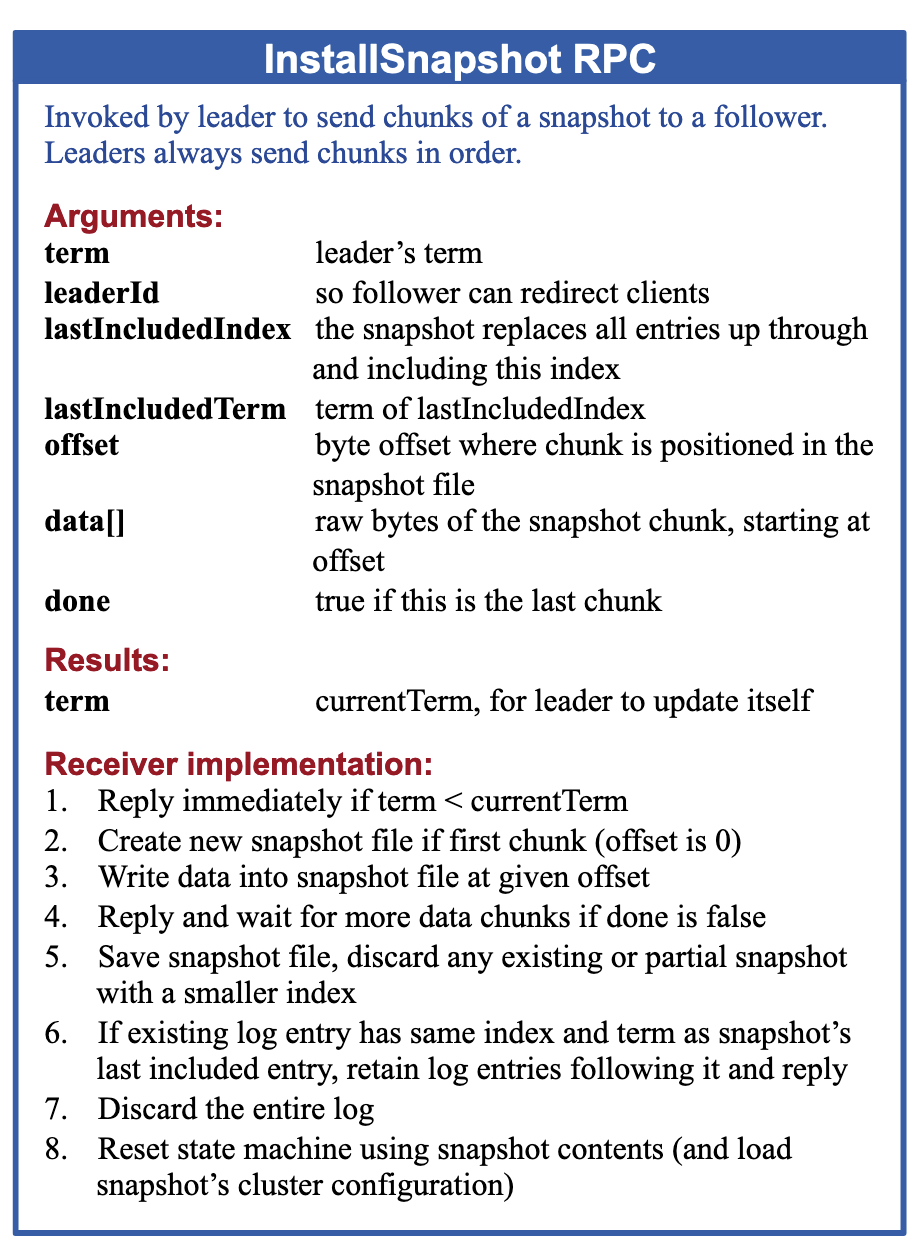 InstallSnapshot RPC
Invoked by leader to send chunks of a snapshot to a follower.
Leaders always send chunks in order.
Arguments:
term leader’s term
leaderId so follower can redirect clients
lastIncludedIndex the snapshot replaces all entries up through
and including this index
lastIncludedTerm term of lastIncludedIndex
offset byte offset where chunk is positioned in the
snapshot file
data[] raw bytes of the snapshot chunk, starting at
offset
done true if this is the last chunk
Results:
term currentTerm, for leader to update itself
Receiver implementation:
1. Reply immediately if term < currentTerm
2. Create new snapshot file if first chunk (offset is 0)
3. Write data into snapshot file at given offset
4. Reply and wait for more data chunks if done is false
5. Save snapshot file, discard any existing or partial snapshot
with a smaller index
6. If existing log entry has same index and term as snapshot’s
last included entry, retain log entries following it and reply
7. Discard the entire log
8. Reset state machine using snapshot contents (and load
snapshot’s cluster configuration)